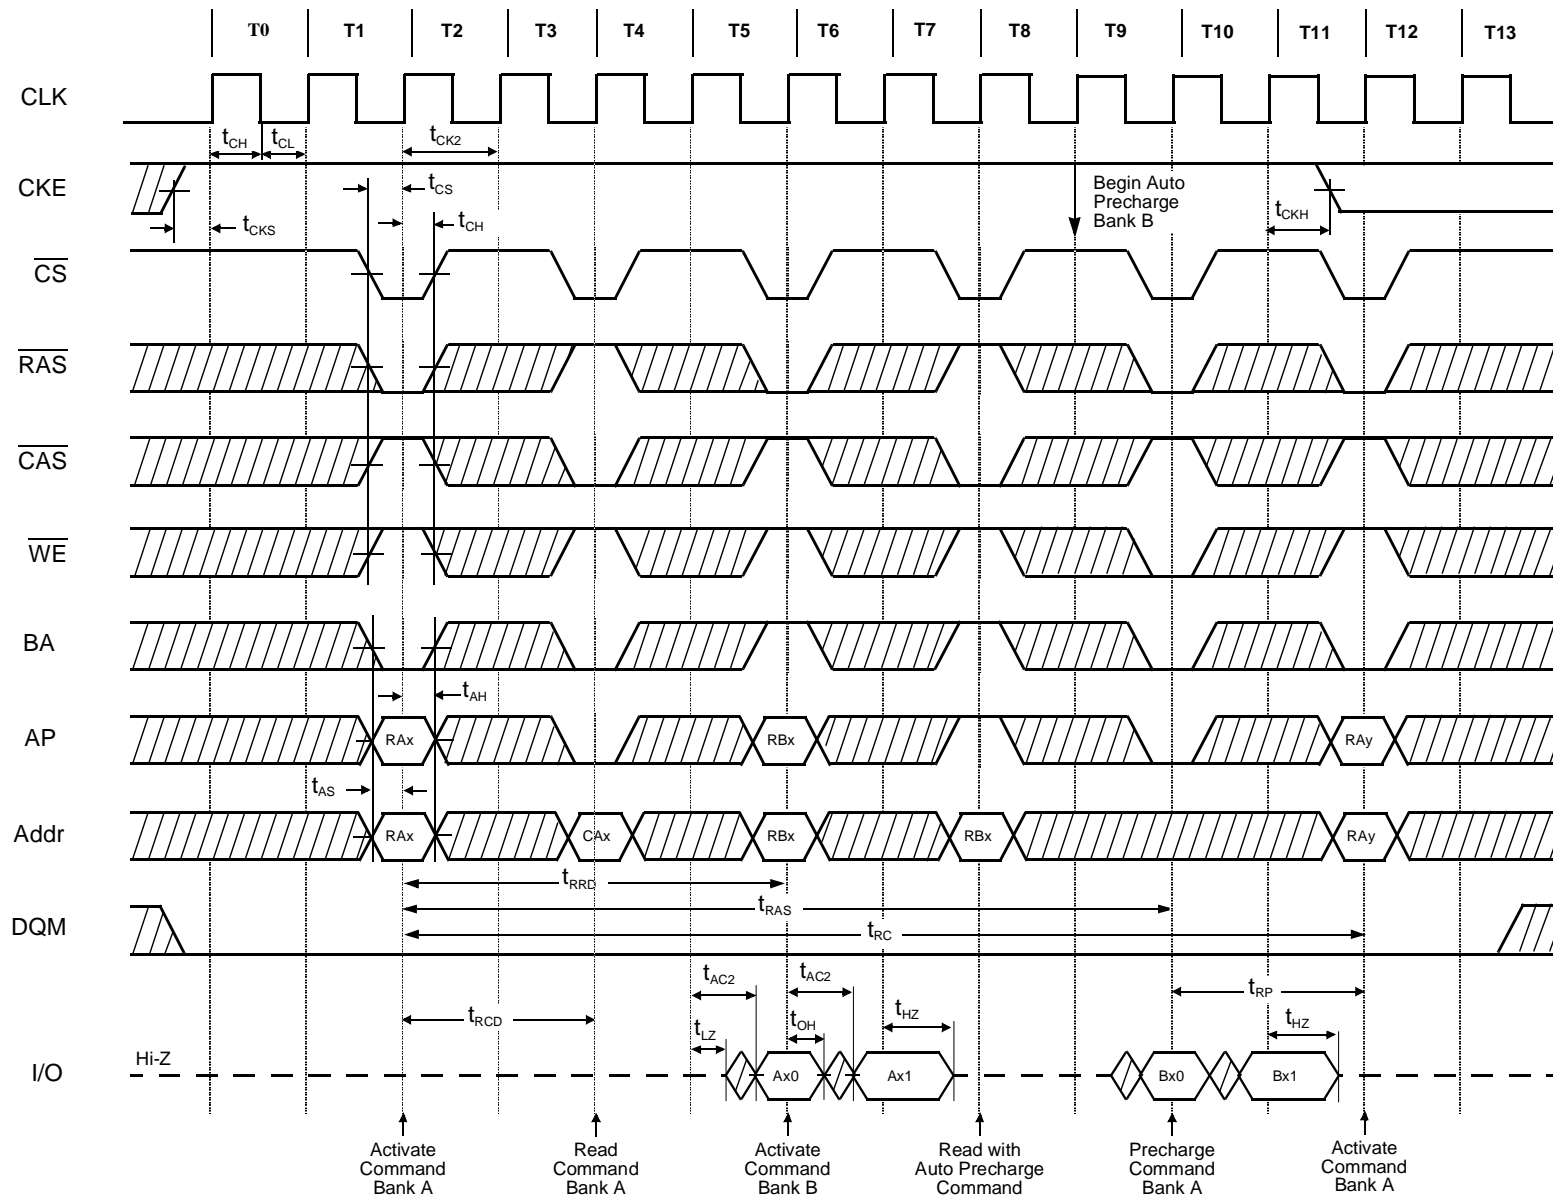 T0 T1 T2 T3 T4 T5 T6 T7 T8 T9 T10 T11 T12 T13
CLK
tCH tCL tCK2
CKE
tCS
Begin Auto
Precharge
Bank B
tCKS
tCH
tCKH
CS
RAS
CAS
WE
BA
tAH
AP
RAx RBx RAy
tAS
Addr
RAx CAx RBx RBx RAy
tRRD
tRAS
DQM
tRC
tAC2 tAC2
tRP
tRCD
tLZ tOH tHZ tHZ
Hi-Z
I/O
Ax0 Ax1 Bx0 Bx1
Activate
Command
Bank A
Read
Command
Bank A
Activate
Command
Bank B
Read with
Auto Precharge
Command
Precharge
Command
Bank A
Activate
Command
Bank A